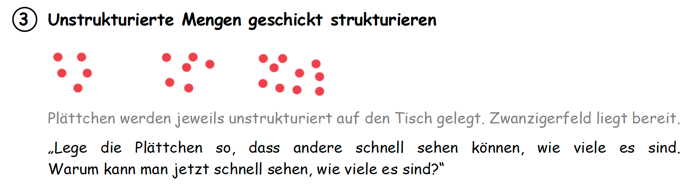 3 Unstrukturierte Mengen geschickt strukturieren
Plättchen werden jeweils unstrukturiert auf den Tisch gelegt. Zwanzigerfeld liegt bereit.
„Lege die Plättchen so, dass andere schnell sehen können, wie viele es sind.
Warum kann man jetzt schnell sehen, wie viele es sind?“